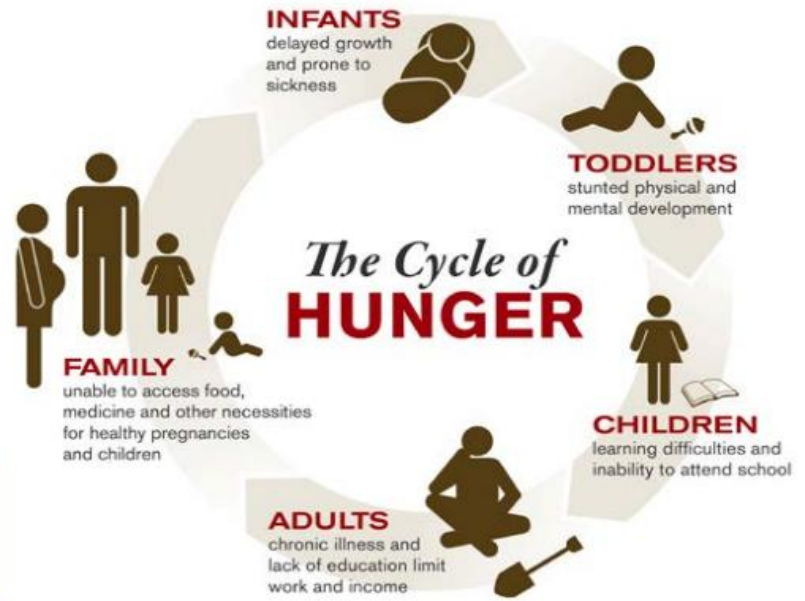 INFANTS
delayed growth
and prone to
sickness
TODDLERS
stunted physical and
mental development
The Cycle of
HUNGER
CHILDREN
learning difficulties and
inability to attend school
ADULTS
chronic illness and
lack of education limit
work and income
FAMILY
unable to access food,
medicine and other necessities
for healthy pregnancies
and children